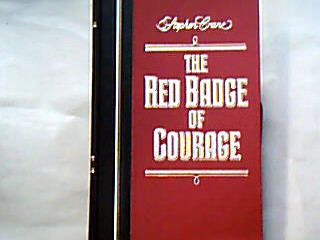 Stephen Crane
THE
RED BADGE
OF
COURAGE